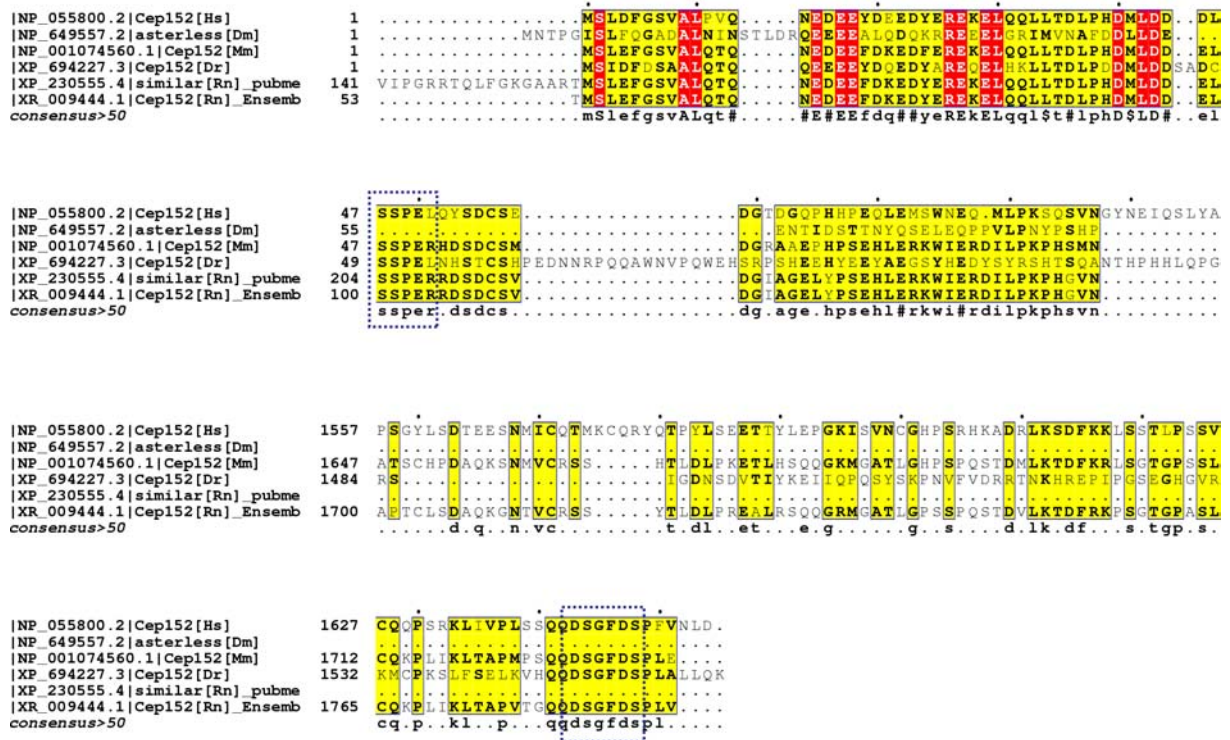 |NP_055800.2|Cep152[Hs] 1 .................MSLDFGSVALPVQ.....NEDEEYDEEDYEREKELQQLLTDLPHDMLDD..DL
|NP_649557.2|asterless[Dm] 1 ............MNTPGISLFQGADALNINSTLDRQEEEEALQDQKRREEELGRIMVNAFDDLLDE..LL
|NP_001074560.1|Cep152[Mm] 1 .................MSLEFGSVALQTQ.....NEDEEFDKEDYEREKELQQLLTDLPHDMLDD..EL
|XP_694227.3|Cep152[Dr] 1 .................MSIDFDSAALQTQ.....QEEEEYDQEDYAREQELHKLLTDLPDDMLDDSADC
|XP_230555.4|similar[Rn]_pubme 141 VIPGRRTQLFGKGAARTMSLEFGSVALQTQ.....NEDEEFDKEDYEREKELQQLLTDLPHDMLDD..EL
|XR_009444.1|Cep152[Rn]_Ensemb 53 ................TMSLEFGSVALQTQ.....NEDEEFDKEDYEREKELQQLLTDLPHDMLDD..EL
consensus>50 .................mSlefgsvALqt#.....#E#EEfdq##yeREkELqql$t#lphD$LD#..el
|NP_055800.2|Cep152[Hs] 47 SSPELQYSDCSE..................DGTDGQPHHPEQLEMSWNEQ.MLPKSQSVNGYNEIQSLYA
|NP_649557.2|asterless[Dm] 55 .................................ENTIDSTTNYQSELEQPPVLPNYPSHP..........
|NP_001074560.1|Cep152[Mm] 47 SSPERHDSDCSM..................DGRAAEPHPSEHLERKWIERDILPKPHSMN..........
|XP_694227.3|Cep152[Dr] 49 SSPELNHSTCSHPEDNNRPQQAWNVPQWEHSRPSHEEHYEEYAEGSYHEDYSYRSHTSQANTHPHHLQPG
|XP_230555.4|similar[Rn]_pubme 204 SSPERRDSDCSV..................DGIAGELYPSEHLERKWIERDILPKPHGVN..........
|XR_009444.1|Cep152[Rn]_Ensemb 100 SSPERRDSDCSV..................DGIAGELYPSEHLERKWIERDILPKPHGVN..........
consensus>50 ssper.dsdcs...................dg.age.hpsehl#rkwi#rdilpkphsvn..........
|NP_055800.2|Cep152[Hs] 1557 PSGYLSDTEESNMICQTMKCQRYQTPYLSEETTYLEPGKISVNCGHPSRHKADRLKSDFKKLSSTLPSSV
|NP_649557.2|asterless[Dm] ......................................................................
|NP_001074560.1|Cep152[Mm] 1647 ATSCHPDAQKSNMVCRSS.....HTLDLPKETLHSQQGKMGATLGHPSPQSTDMLKTDFKRLSGTGPSSL
|XP_694227.3|Cep152[Dr] 1484 RS......................IGDNSDVTIYKEIIQPQSYSKPNVFVDRRTNKHREPIPGSEGHGVR
|XP_230555.4|similar[Rn]_pubme ......................................................................
|XR_009444.1|Cep152[Rn]_Ensemb 1700 APTCLSDAQKGNTVCRSS.....YTLDLPREALRSQQGRMGATLGPSSPQSTDVLKTDFRKPSGTGPASL
consensus>50 ......d.q..n.vc.........t.dl..et...e.g......g..s....d.lk.df...s.tgp.s.
|NP_055800.2|Cep152[Hs] 1627 CQQPSRKLIVPLSSQQDSGFDSPFVNLD.
|NP_649557.2|asterless[Dm] .............................
|NP_001074560.1|Cep152[Mm] 1712 CQKPLIKLTAPMPSQQDSGFDSPLE....
|XP_694227.3|Cep152[Dr] 1532 KMCPKSLFSELKVHQQDSGFDSPLALLQK
|XP_230555.4|similar[Rn]_pubme .............................
|XR_009444.1|Cep152[Rn]_Ensemb 1765 CQKPLIKLTAPVTGQQDSGFDSPLV....
consensus>50 cq.p..kl..p...qqdsgfdspl.....